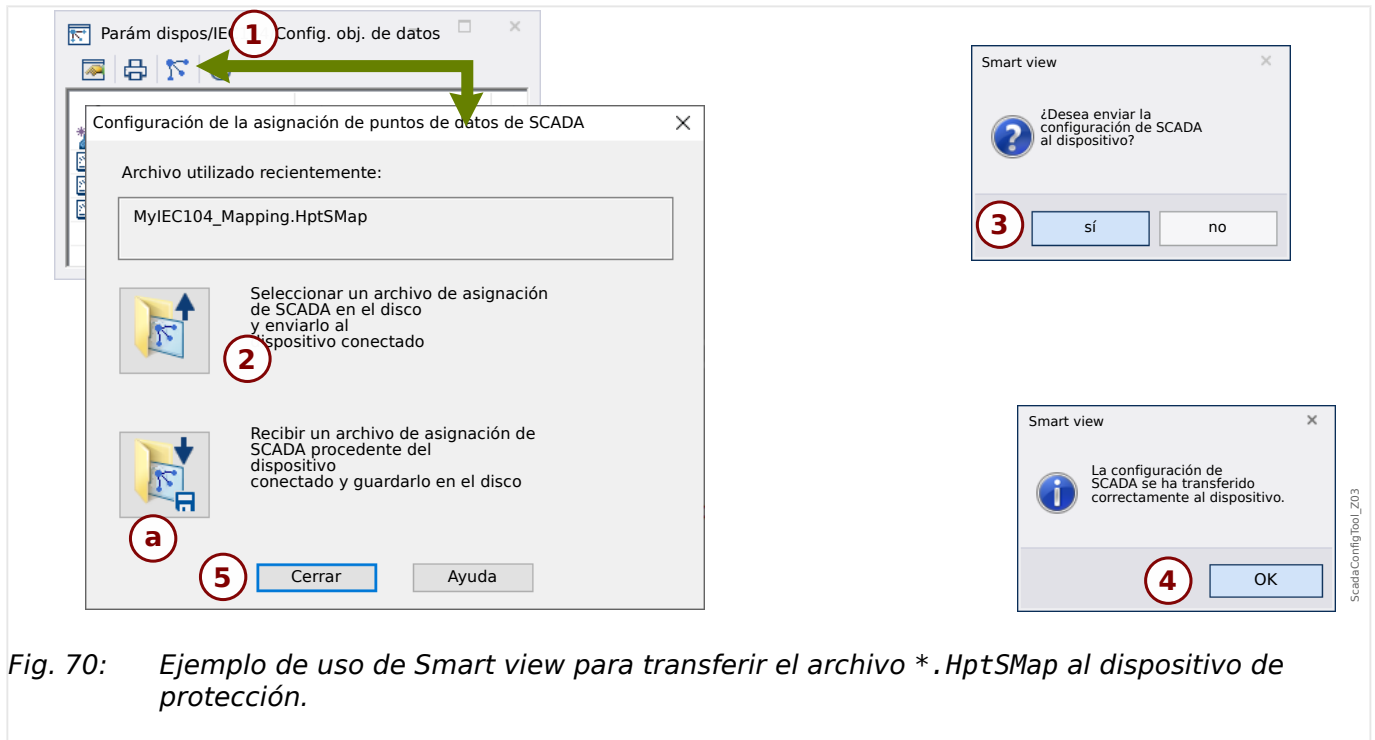 Parám dispos/IE
1
Config. obj. de datos
Configuración de la asignación de puntos de datos de SCADA
Archivo utilizado recientemente:
MyIEC104_Mapping.HptSMap
Seleccionar un archivo de asignación
de SCADA en el disco
y enviarlo al
dispositivo conectado
2
Recibir un archivo de asignación de
SCADA procedente del
dispositivo
conectado y guardarlo en el disco
a
5
Cerrar
Ayuda
Smart view
¿Desea enviar la
configuración de SCADA
al dispositivo?
3
sí
no
Smart view
La configuración de
SCADA se ha transferido
correctamente al dispositivo.
4
OK
ScadaConfigTool_Z03
Fig. 70: Ejemplo de uso de Smart view para transferir el archivo *.HptSMap al dispositivo de
protección.